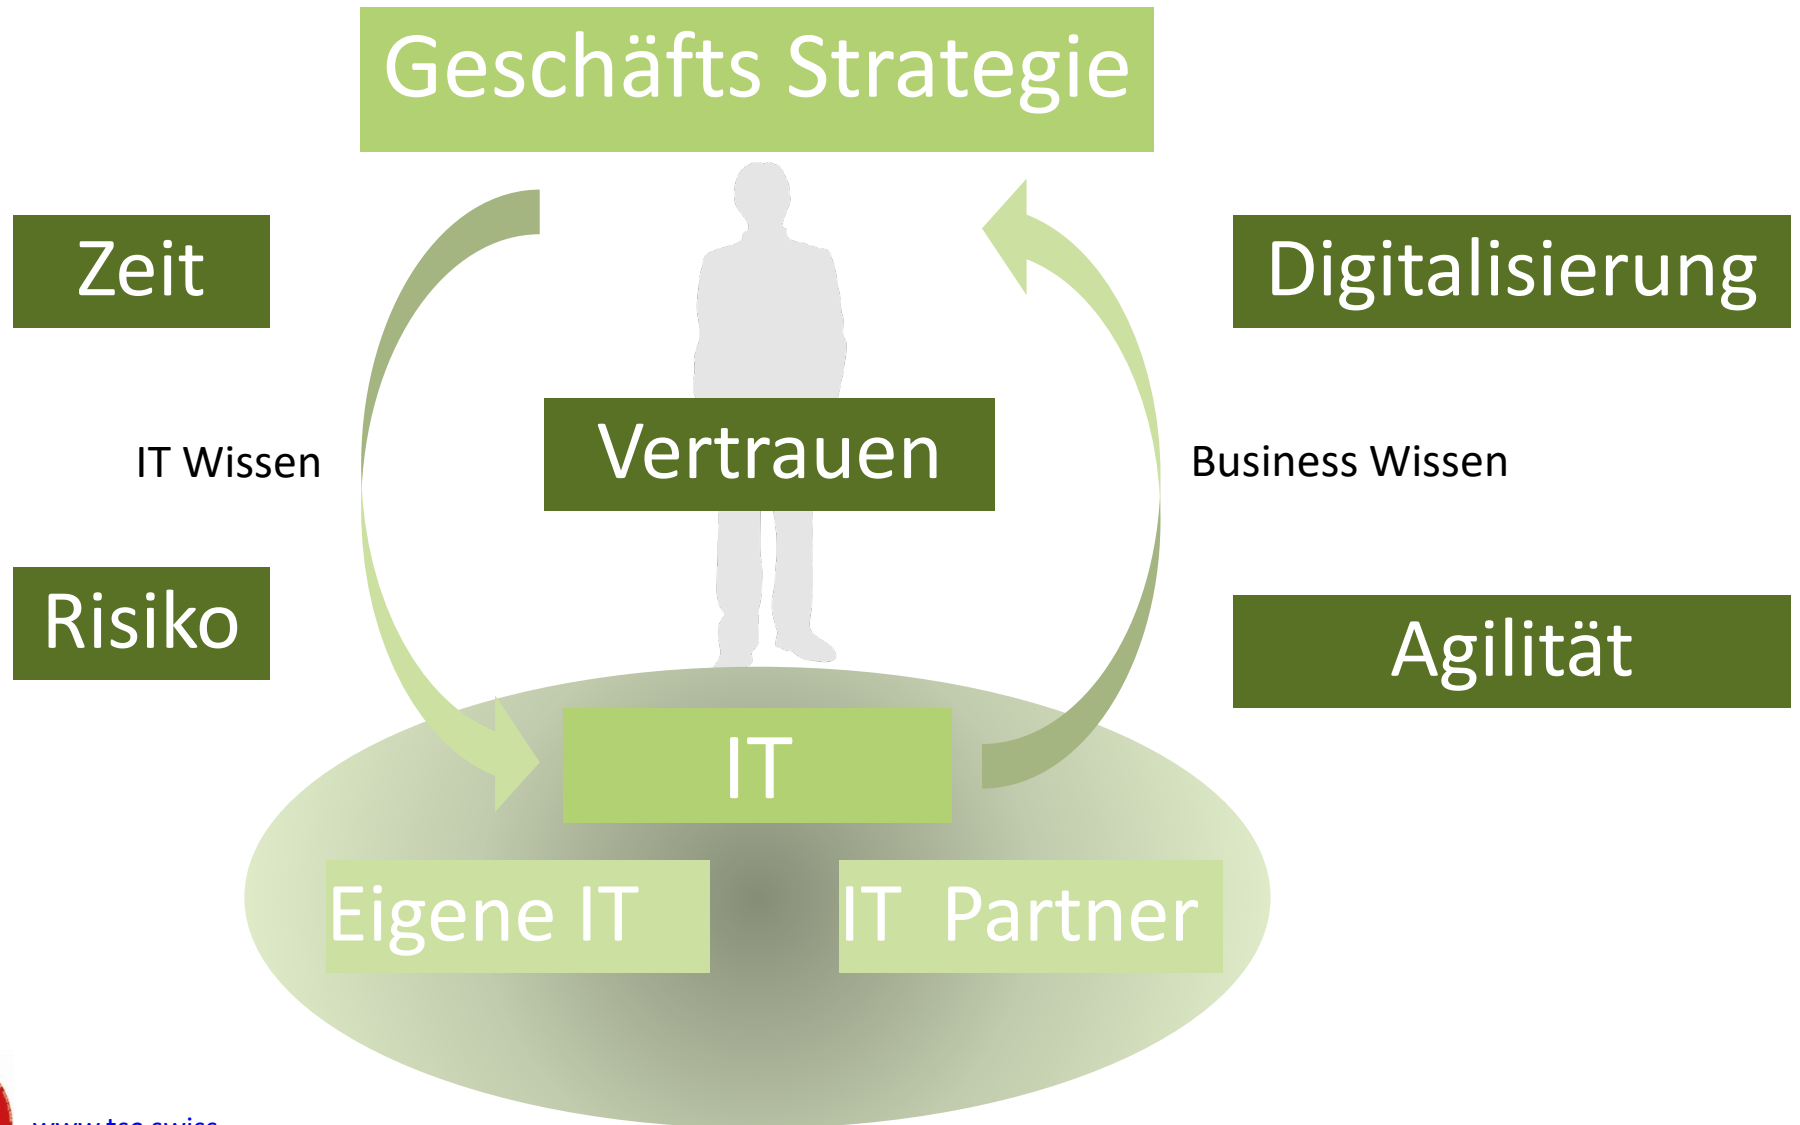 Geschäfts Strategie
Zeit
Digitalisierung
Vertrauen
IT Wissen
Business Wissen
Risiko
Agilität
IT
Eigene IT
IT Partner